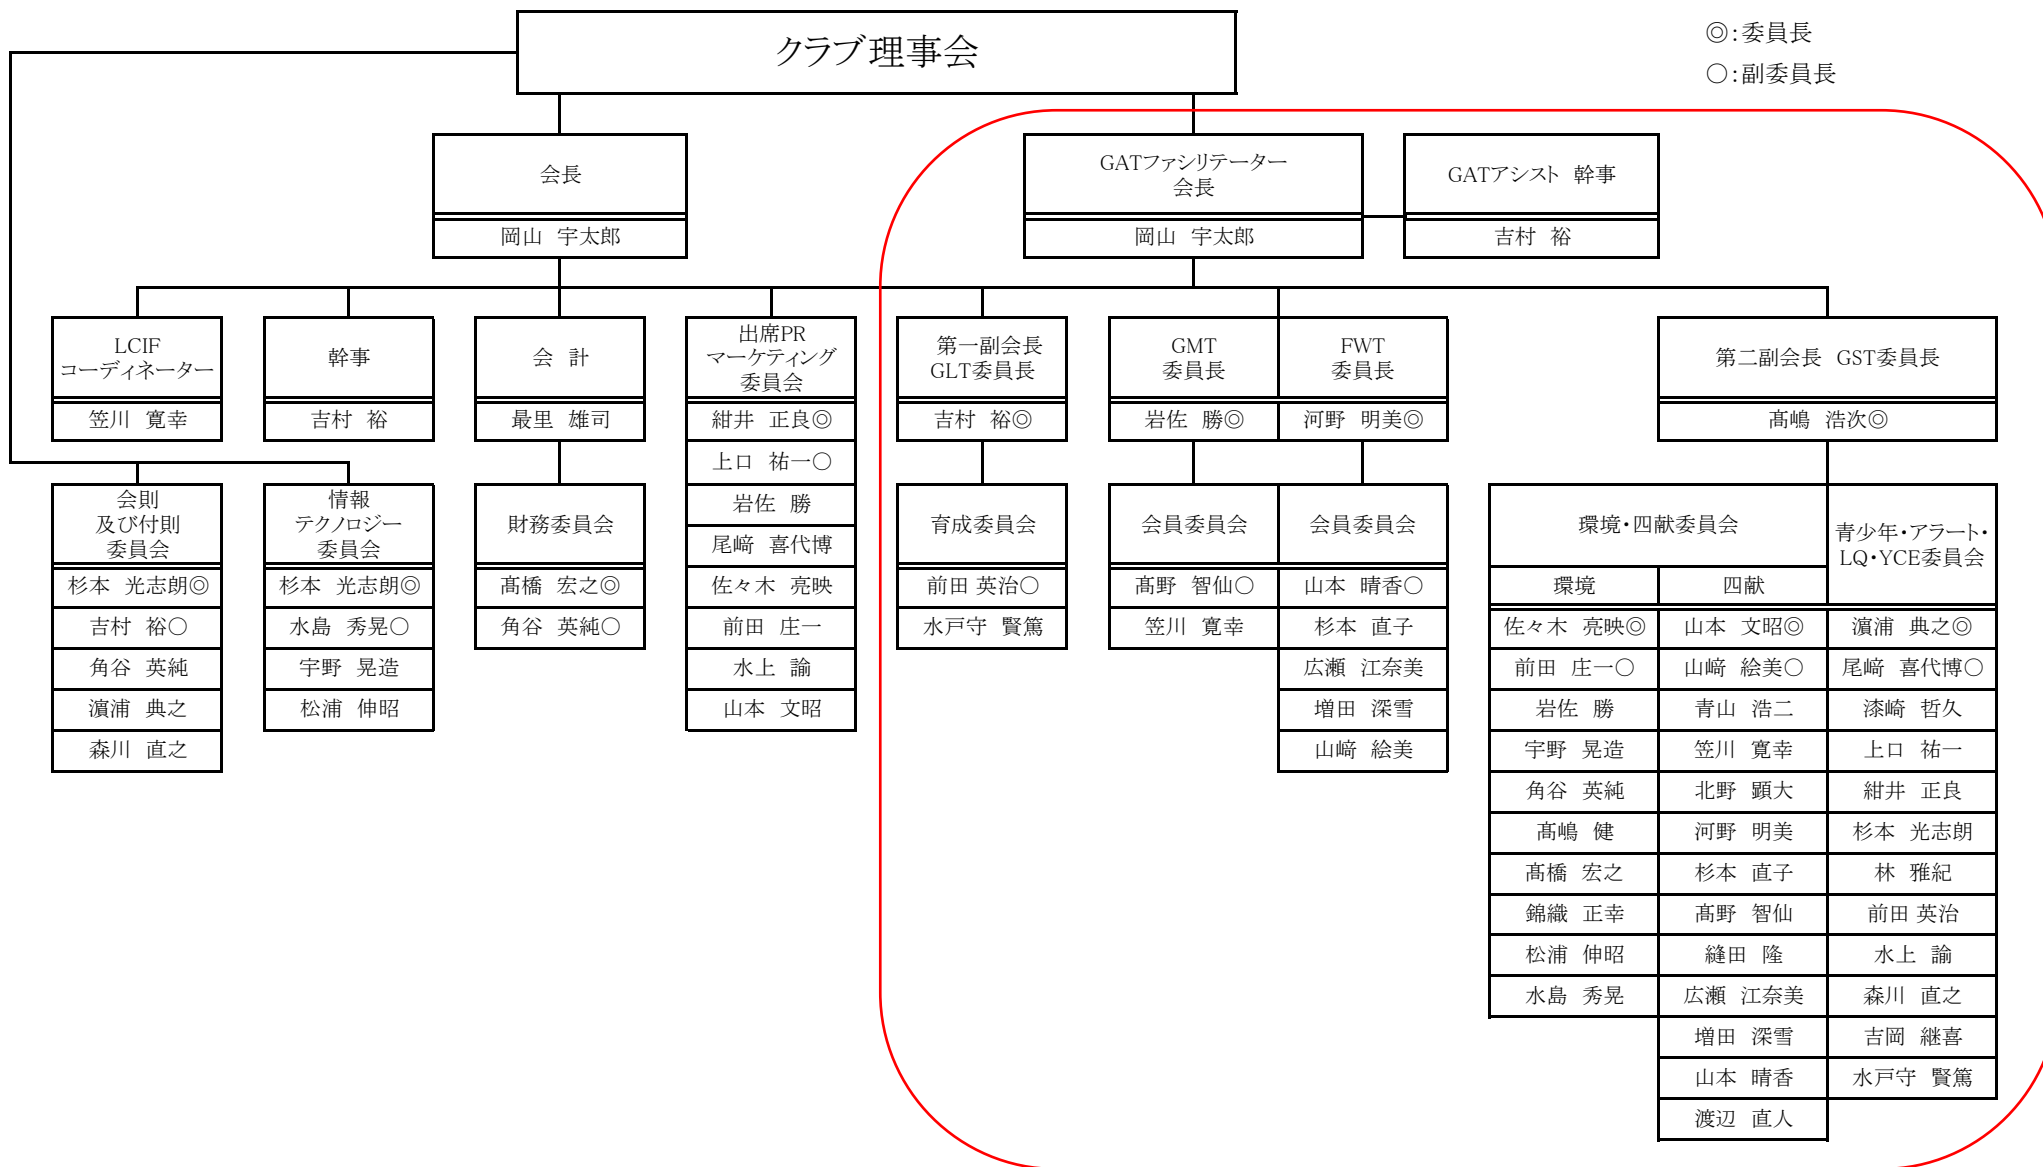 クラブ理事会
◎:委員長
○:副委員長
会長
岡山 宇太郎
GATファシリテーター
会長
岡山 宇太郎
GATアシスト 幹事
吉村 裕
LCIF
コーディネーター
笠川 寛幸
幹事
吉村 裕
会 計
最里 雄司
出席PR
マーケティング
委員会
紺井 正良◎
上口 祐一○
岩佐 勝
尾﨑 喜代博
佐々木 亮映
前田 庄一
水上 諭
山本 文昭
第一副会長
GLT委員長
吉村 裕◎
GMT
委員長
岩佐 勝◎
FWT
委員長
河野 明美◎
第二副会長 GST委員長
髙嶋 浩次◎
会則
及び付則
委員会
杉本 光志朗◎
吉村 裕○
角谷 英純
濵浦 典之
森川 直之
情報
テクノロジー
委員会
杉本 光志朗◎
水島 秀晃○
宇野 晃造
松浦 伸昭
財務委員会
髙橋 宏之◎
角谷 英純○
育成委員会
前田 英治○
水戸守 賢篤
会員委員会
髙野 智仙○
笠川 寛幸
会員委員会
山本 晴香○
杉本 直子
広瀬 江奈美
増田 深雪
山﨑 絵美
環境・四献委員会
環境
佐々木 亮映◎
前田 庄一○
岩佐 勝
宇野 晃造
角谷 英純
髙嶋 健
髙橋 宏之
錦織 正幸
松浦 伸昭
水島 秀晃
四献
山本 文昭◎
山﨑 絵美○
青山 浩二
笠川 寛幸
北野 顕大
河野 明美
杉本 直子
髙野 智仙
縫田 隆
広瀬 江奈美
増田 深雪
山本 晴香
渡辺 直人
青少年・アラート・
LQ・YCE委員会
濵浦 典之◎
尾﨑 喜代博○
漆崎 哲久
上口 祐一
紺井 正良
杉本 光志朗
林 雅紀
前田 英治
水上 諭
森川 直之
吉岡 継喜
水戸守 賢篤